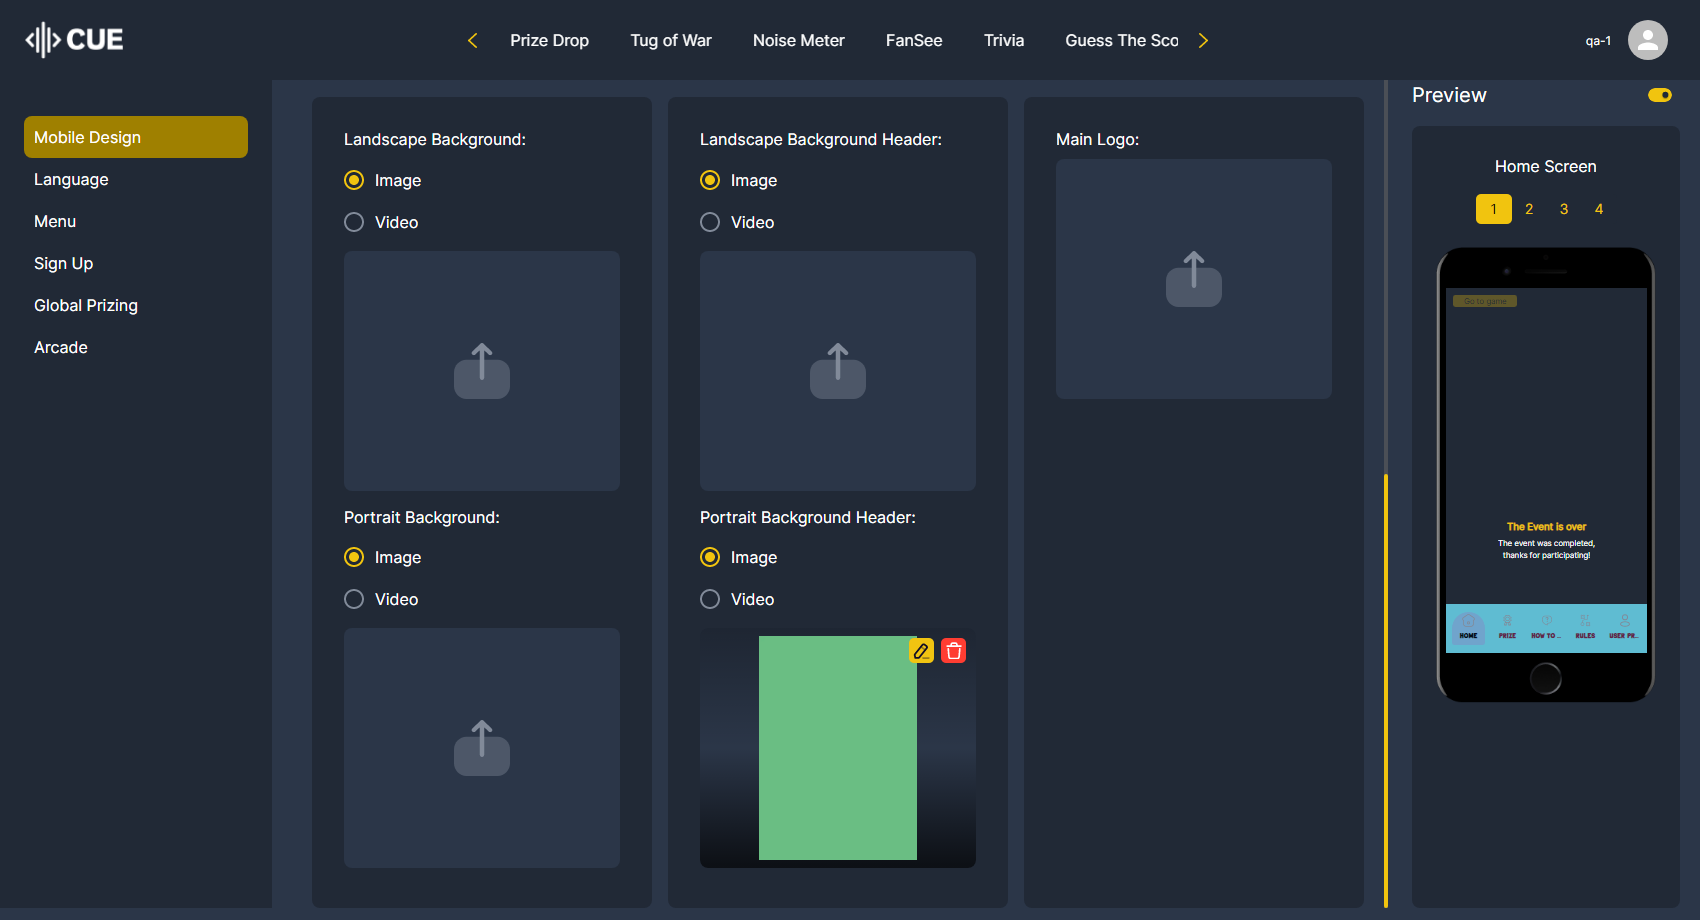 CUE
Prize Drop
Tug of War
Noise Meter
FanSee
Trivia
Guess The Sco
qa-1
Mobile Design
Language
Menu
Sign Up
Global Prizing
Arcade
Landscape Background:
Image
Video
Portrait Background:
Image
Video
Landscape Background Header:
Image
Video
Portrait Background Header:
Image
Video
Main Logo:
Preview
Home Screen
1 2 3 4
Go to game
The Event is over
The event was completed,
thanks for participating!
HOME
PRIZE
HOW TO ...
RULES
USER PR...